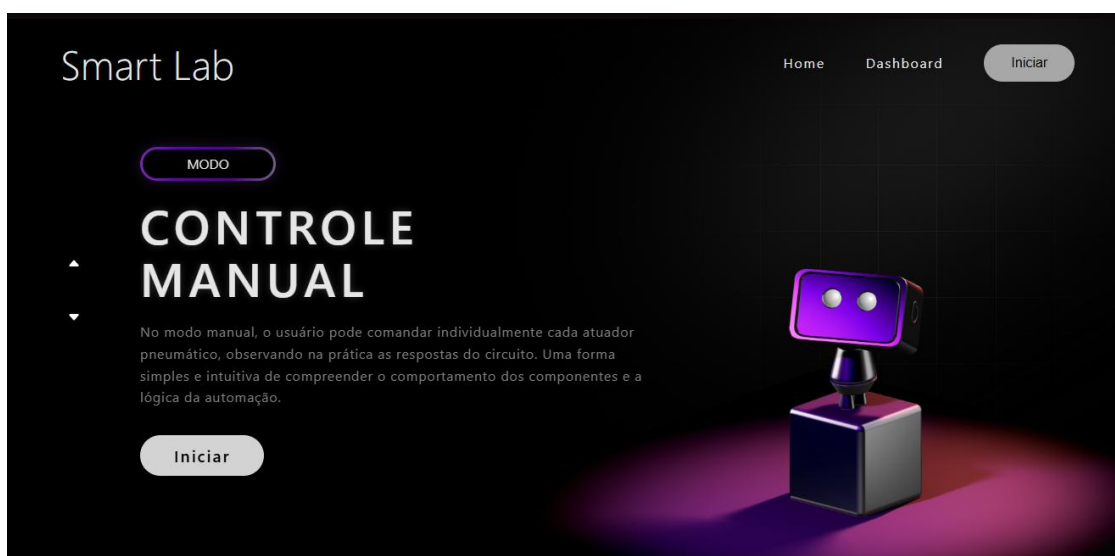 Smart Lab
Home
Dashboard
Iniciar
MODO
CONTROLE
MANUAL
No modo manual, o usuário pode comandar individualmente cada atuador
pneumático, observando na prática as respostas do circuito. Uma forma
simples e intuitiva de compreender o comportamento dos componentes e a
lógica da automação.
Iniciar